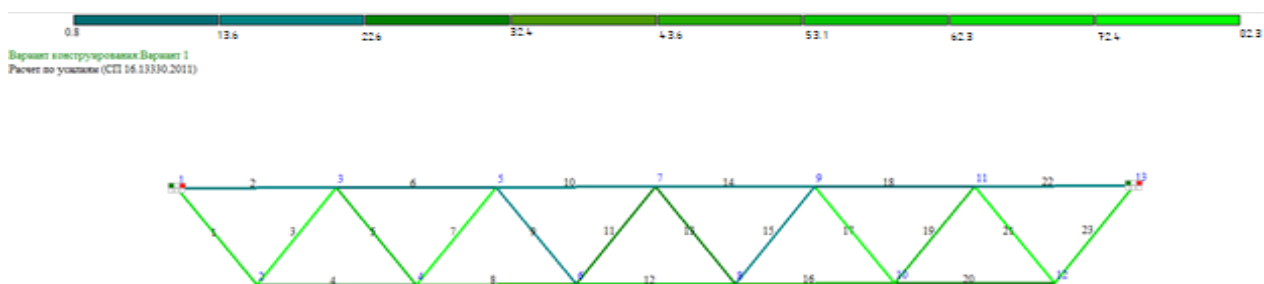 0.8 13.6 22.6 32.4 43.6 53.1 62.3 72.4 82.3
Вариант конструирования:Вариант 1
Расчет по усилиям (СП 16.13330.2011)
1 3 5 7 9 11 13
2 6 10 14 18 22
1 3 5 7 9 11 13 15 17 19 21 23
2 4 6 8 10 12
4 8 12 16 20